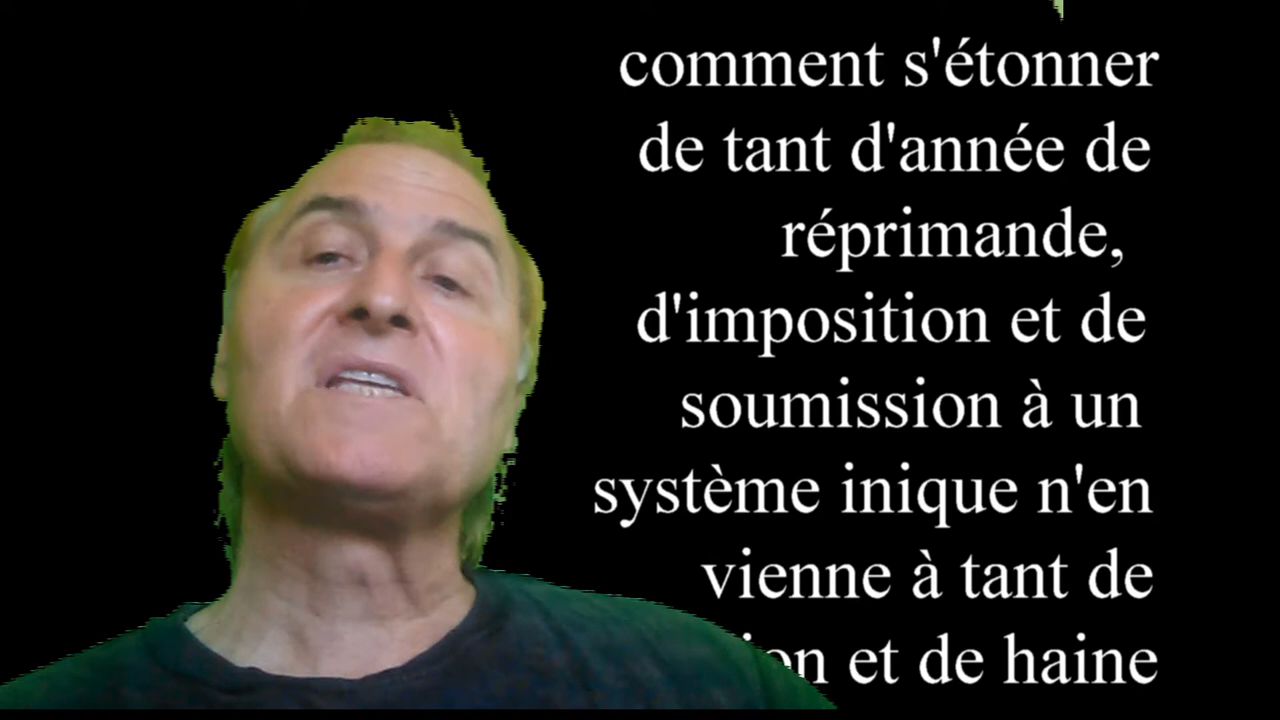 comment s'étonner
de tant d'année de
réprimande,
d'imposition et de
soumission à un
système inique n'en
vienne à tant de
et de haine